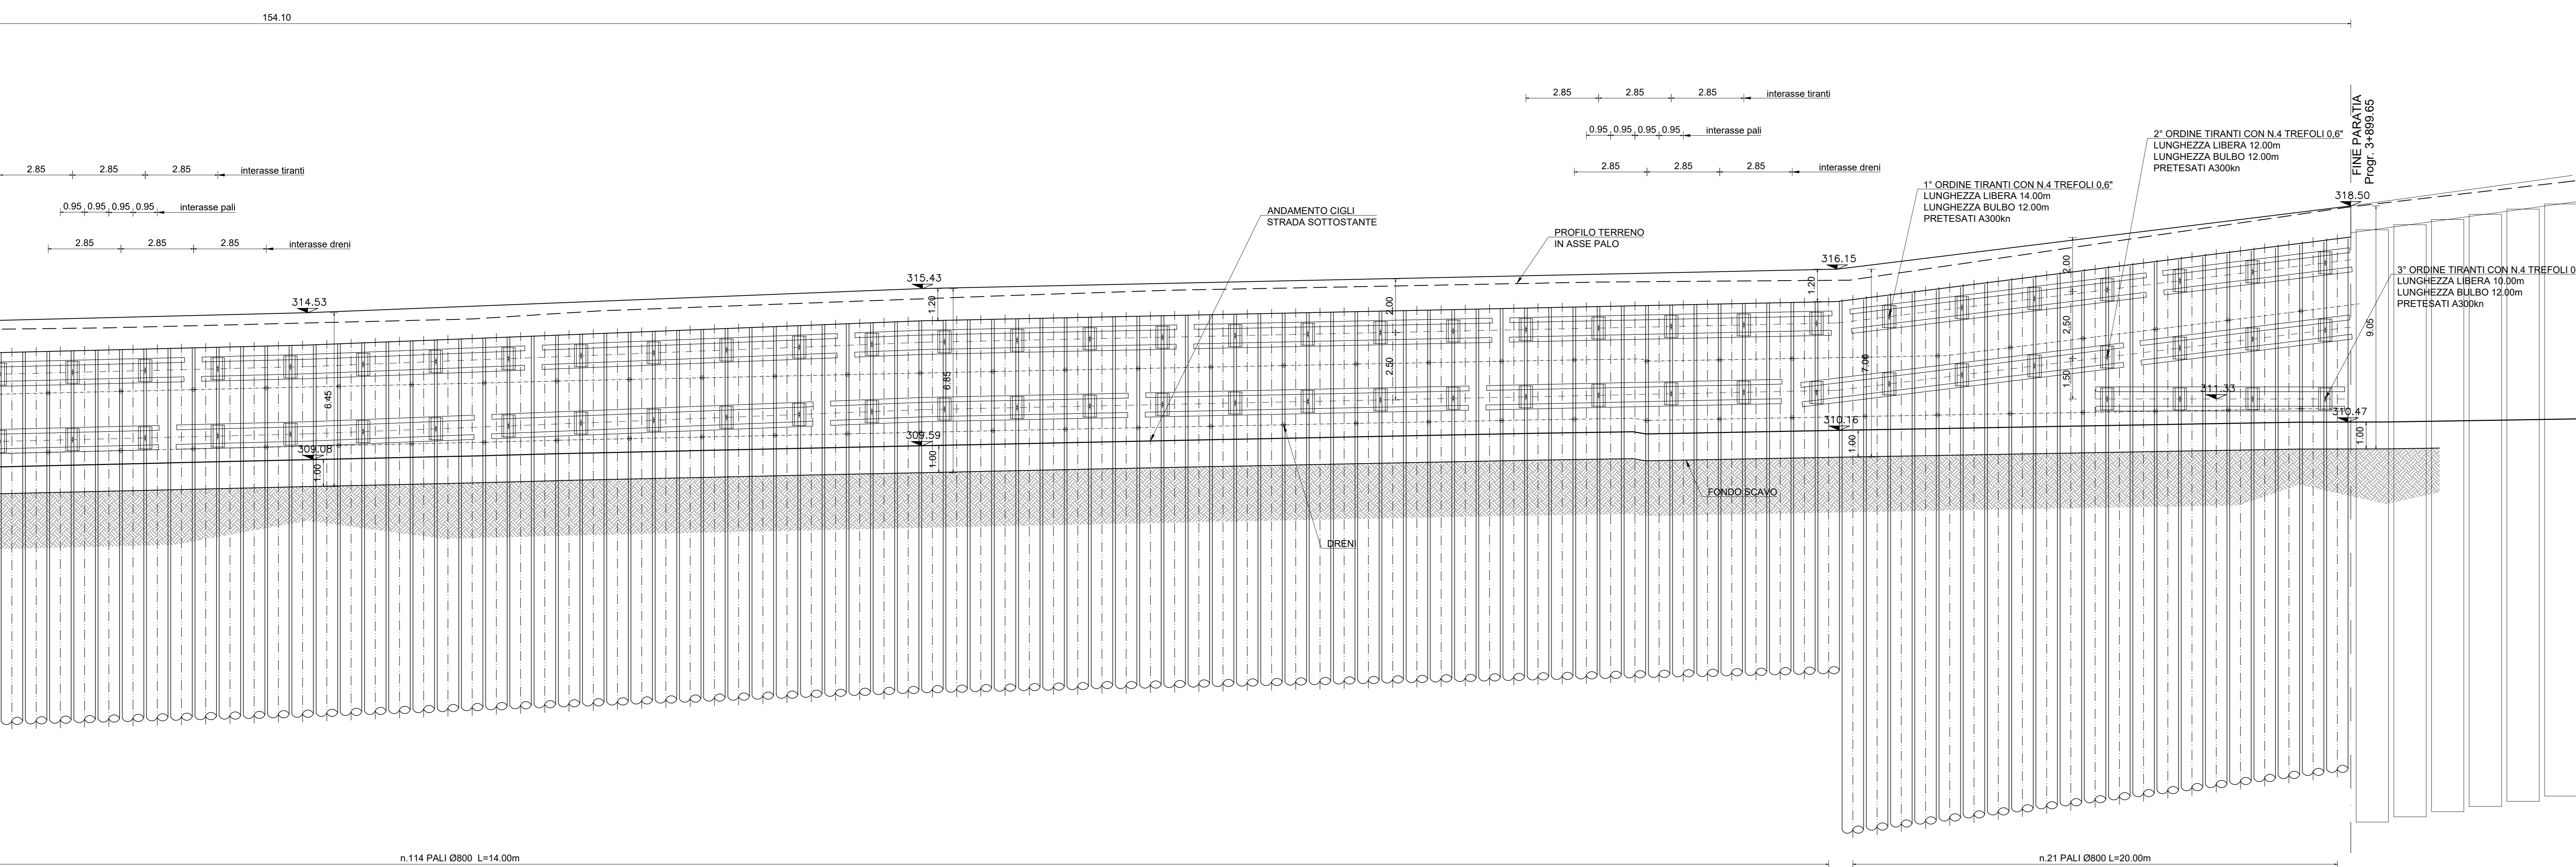 154.10
2.85
2.85
2.85
interasse tiranti
0.95
0.95
0.95
0.95
interasse pali
2.85
2.85
2.85
interasse dreni
2.85
2.85
2.85
interasse tiranti
0.95
0.95
0.95
0.95
interasse pali
2.85
2.85
2.85
interasse dreni
ANDAMENTO CIGLI
STRADA SOTTOSTANTE
PROFILO TERRENO
IN ASSE PALO
1° ORDINE TIRANTI CON N.4 TREFOLI 0,6"
LUNGHEZZA LIBERA 14.00m
LUNGHEZZA BULBO 12.00m
PRETESATI A300kn
2° ORDINE TIRANTI CON N.4 TREFOLI 0,6"
LUNGHEZZA LIBERA 12.00m
LUNGHEZZA BULBO 12.00m
PRETESATI A300kn
FINE PARATIA
Progr. 3+899.65
318.50
3° ORDINE TIRANTI CON N.4 TREFOLI 0
LUNGHEZZA LIBERA 10.00m
LUNGHEZZA BULBO 12.00m
PRETESATI A300kn
314.53
315.43
316.15
1.20
2.00
1.20
2.00
2.50
2.50
1.50
6.45
6.85
7.00
9.05
311.33
309.08
309.59
310.16
310.47
1.00
1.00
1.00
1.00
FONDO SCAVO
DRENI
n.114 PALI Ø800 L=14.00m
n.21 PALI Ø800 L=20.00m